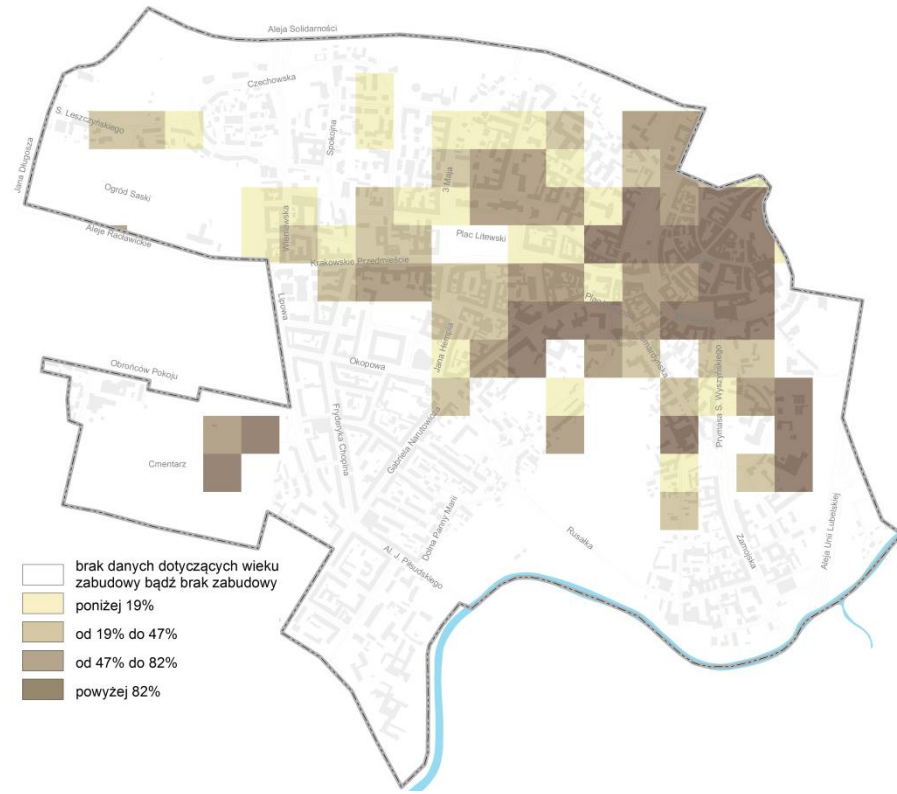 Aleja Solidarności
Czechowska
S. Leszczyńskiego
Spokojna
Jana Długosza
3 Maja
Ogród Saski
Wieniawska
Aleje Racławickie
Plac Litewski
Krakowskie Przedmieście
Lipowa
Jana Hempla
Okopowa
Obrońców Pokoju
Prymasa S. Wyszyńskiego
Fryderyka Chopina
Gabriela Narutowicza
Cmentarz
Dolna Panny Marii
Rusałka
Zamojska
Aleja Unii Lubelskiej
Al. J. Piłsudskiego
brak danych dotyczących wieku
zabudowy bądź brak zabudowy
poniżej 19%
od 19% do 47%
od 47% do 82%
powyżej 82%